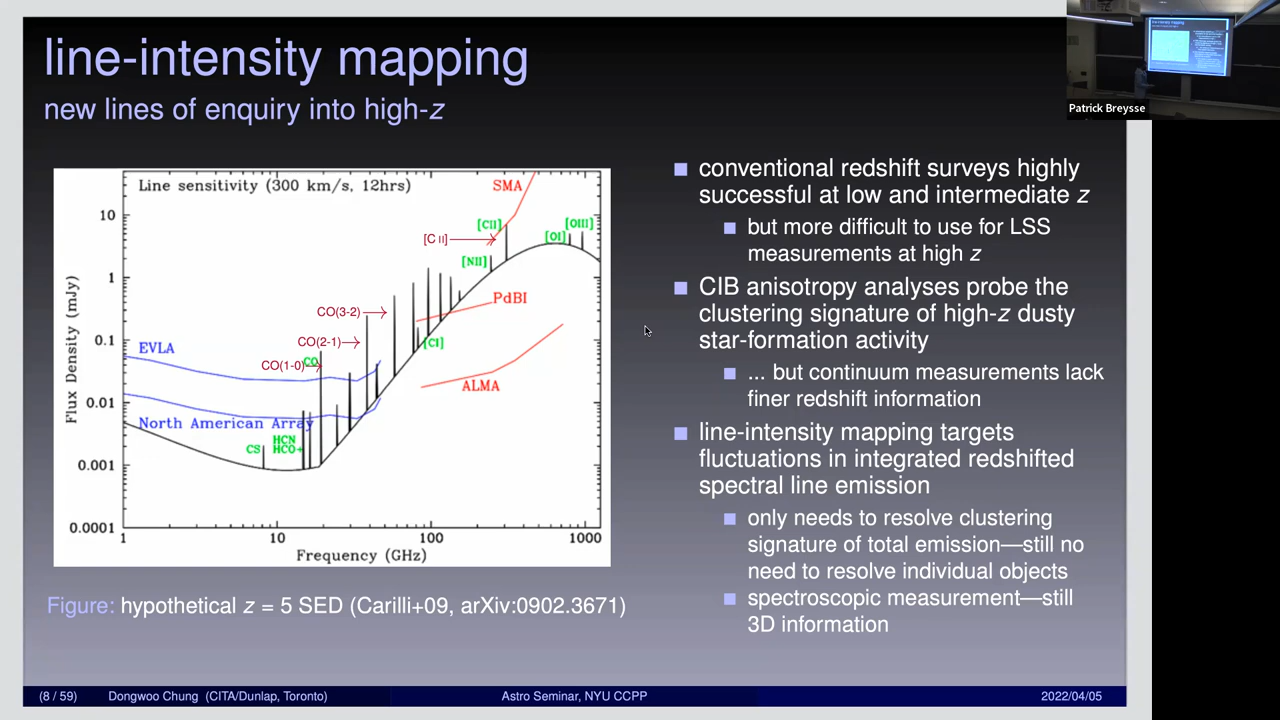 line-intensity mapping
new lines of enquiry into high-z
Patrick Breysse
Line sensitivity (300 km/s, 12hrs)
SMA
[CII]
[OIII]
[C II]
[OI]
[NII]
PdBI
CO(3-2)
CO(2-1)
[CI]
EVLA
CO
CO(1-0)
ALMA
North American Array
HCN
CS
HCO+
10
1
0.1
0.01
0.001
0.0001
Flux Density (mJy)
1
10
100
1000
Frequency (GHz)
Figure: hypothetical z = 5 SED (Carilli+09, arXiv:0902.3671)
conventional redshift surveys highly
successful at low and intermediate z
but more difficult to use for LSS
measurements at high z
CIB anisotropy analyses probe the
clustering signature of high-z dusty
star-formation activity
... but continuum measurements lack
finer redshift information
line-intensity mapping targets
fluctuations in integrated redshifted
spectral line emission
only needs to resolve clustering
signature of total emission—still no
need to resolve individual objects
spectroscopic measurement—still
3D information
(8 / 59)
Dongwoo Chung (CITA/Dunlap, Toronto)
Astro Seminar, NYU CCPP
2022/04/05